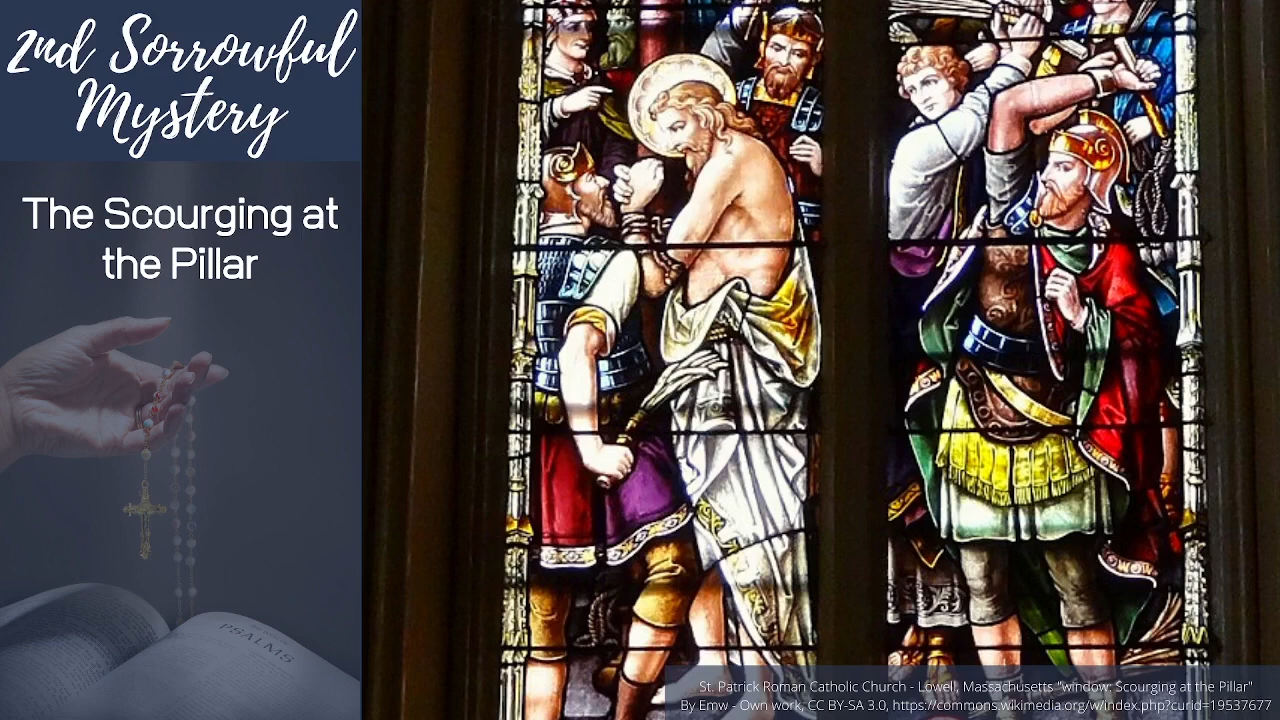 2nd Sorrowful
Mystery
The Scourging at
the Pillar
PSALMS
St. Patrick Roman Catholic Church - Lowell, Massachusetts "window: Scourging at the Pillar"
By Emw - Own work, CC BY-SA 3.0, https://commons.wikimedia.org/w/index.php?curid=19537677